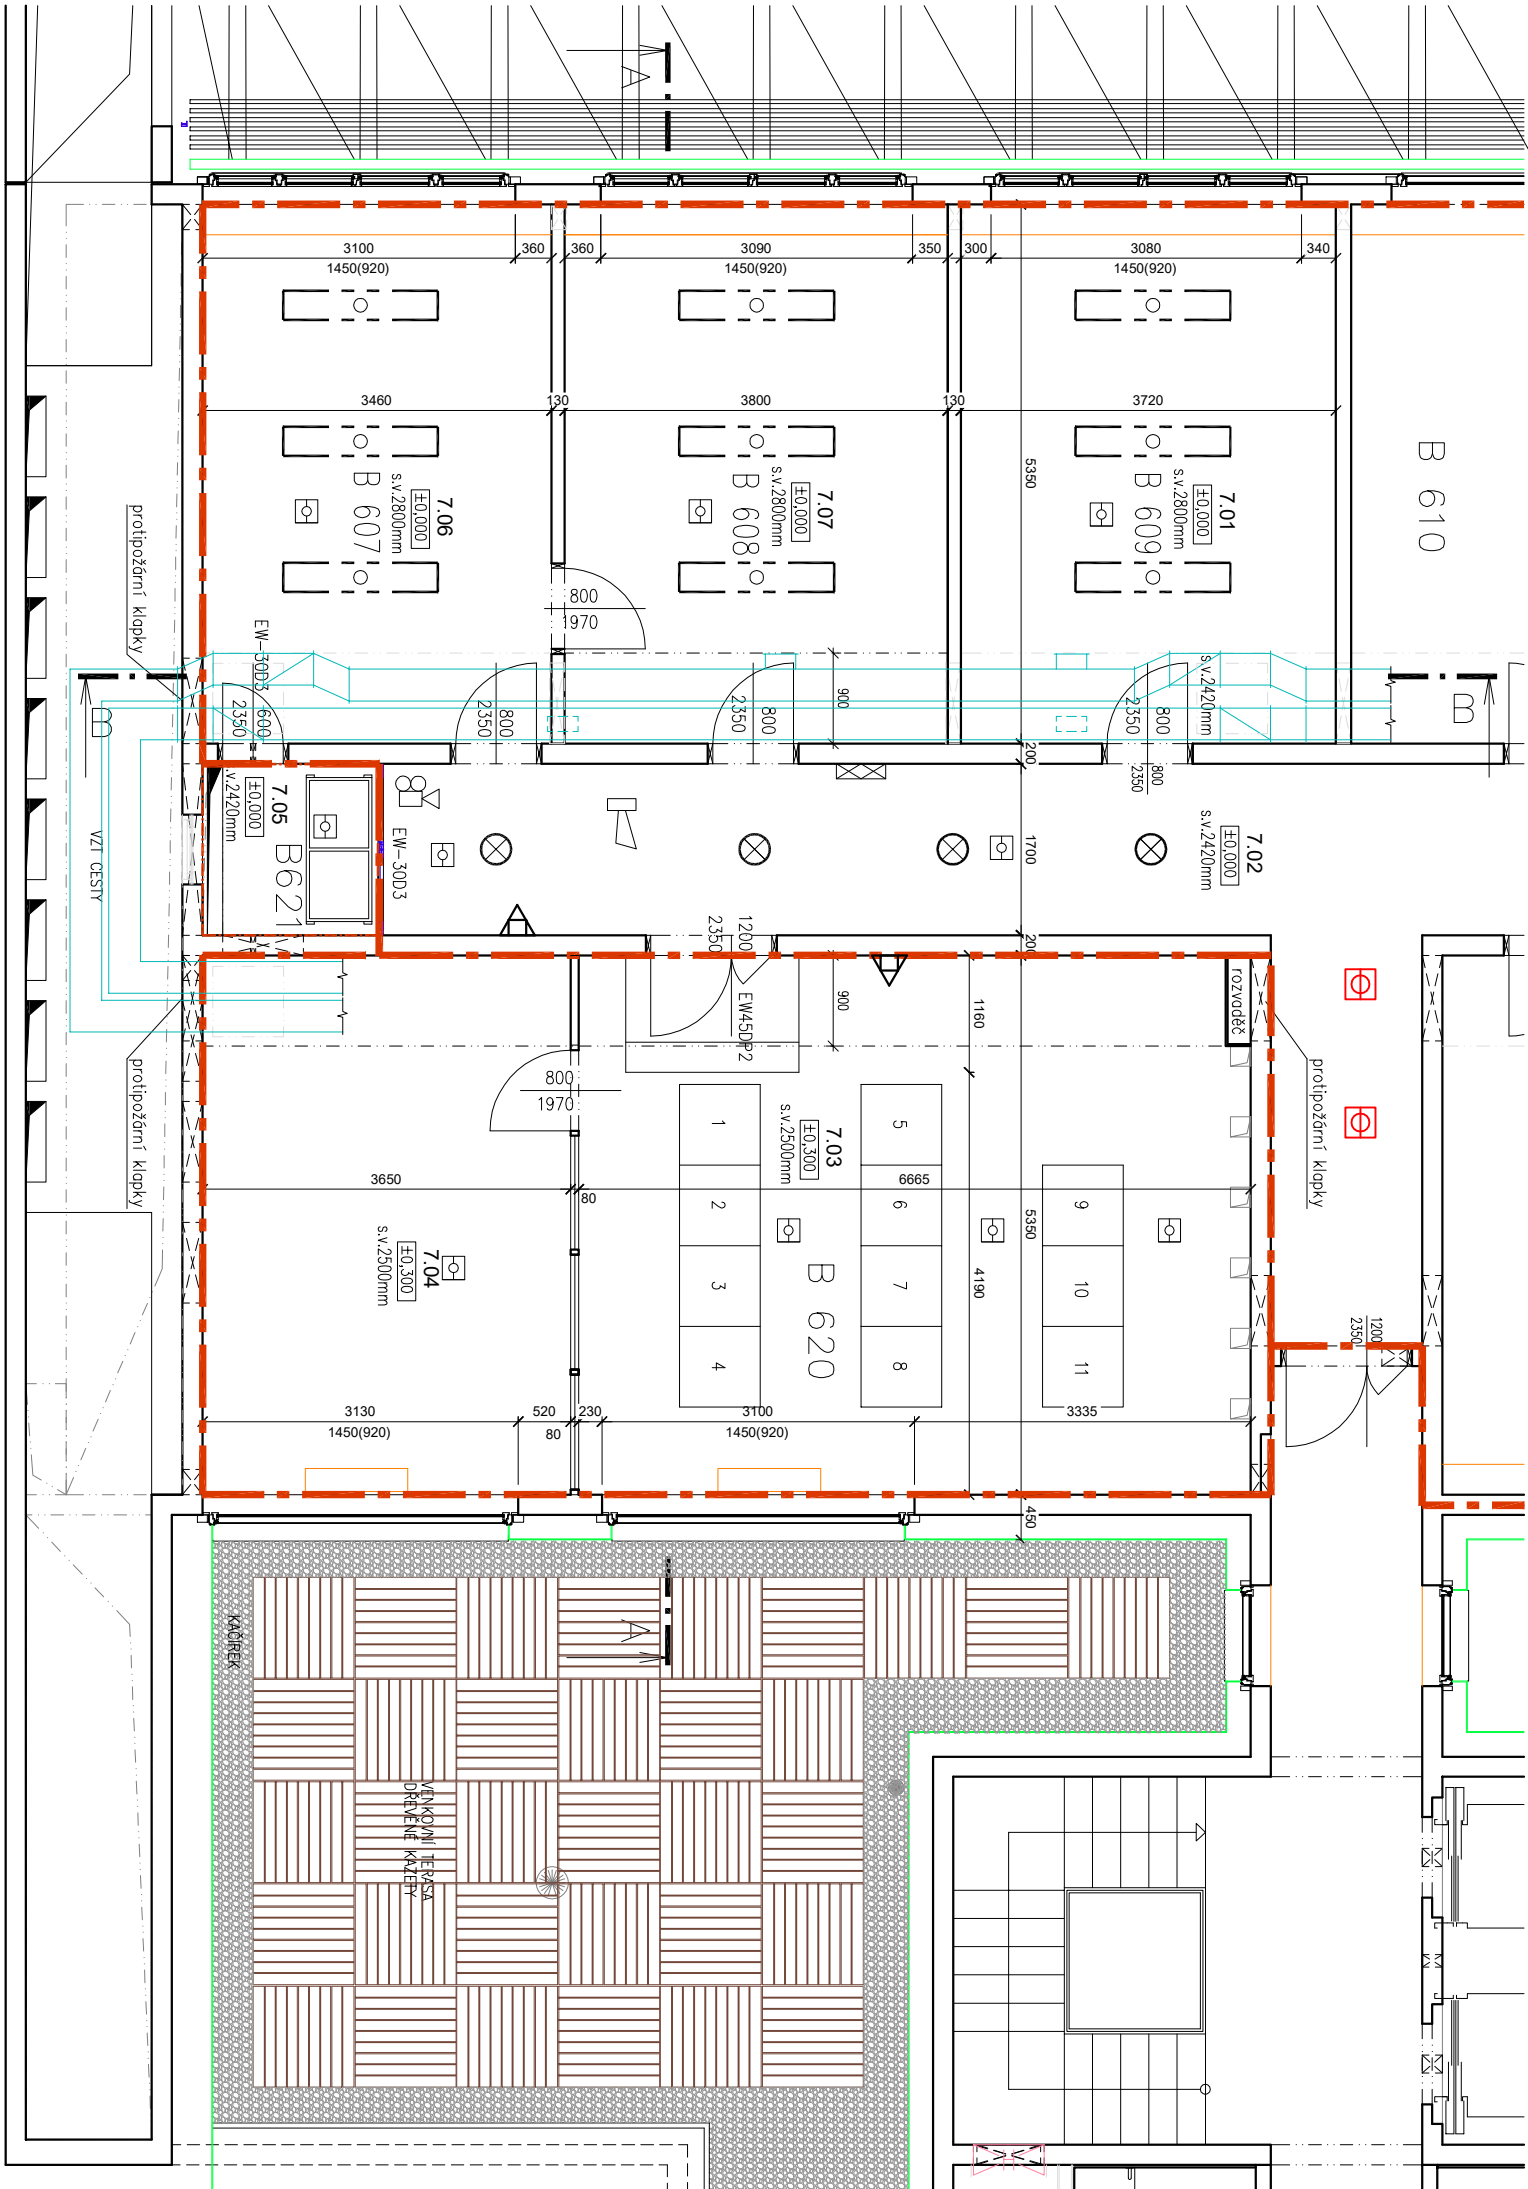 A
3100
360
360
3090
350
300
3080
340
1450(920)
1450(920)
1450(920)
3460
130
3800
130
3720
5350
B 610
7.06
±0,000
s.v.2800mm
B 607
7.07
±0,000
s.v.2800mm
B 608
7.01
±0,000
s.v.2800mm
B 609
protipožární klapky
800
1970
EW-30D3
600
2350
800
2350
800
2350
900
s.v.2420mm
800
2350
B
B
200
800
2350
7.05
±0,000
s.v.2420mm
B621
VZT CESTY
EW-30D3
1700
7.02
±0,000
s.v.2420mm
1200
2350
200
EW45DP2
900
1160
rozvaděč
protipožární klapky
protipožární klapky
800
1970
1
2
3
4
5
6
7
8
9
10
11
7.03
±0,300
s.v.2500mm
B 620
3650
80
6665
5350
4190
7.04
±0,300
s.v.2500mm
1200
2350
3130
520
230
3100
3335
1450(920)
80
1450(920)
450
KAČÍREK
A
VENKOVNÍ TERASA
DŘEVĚNÉ KAZETY